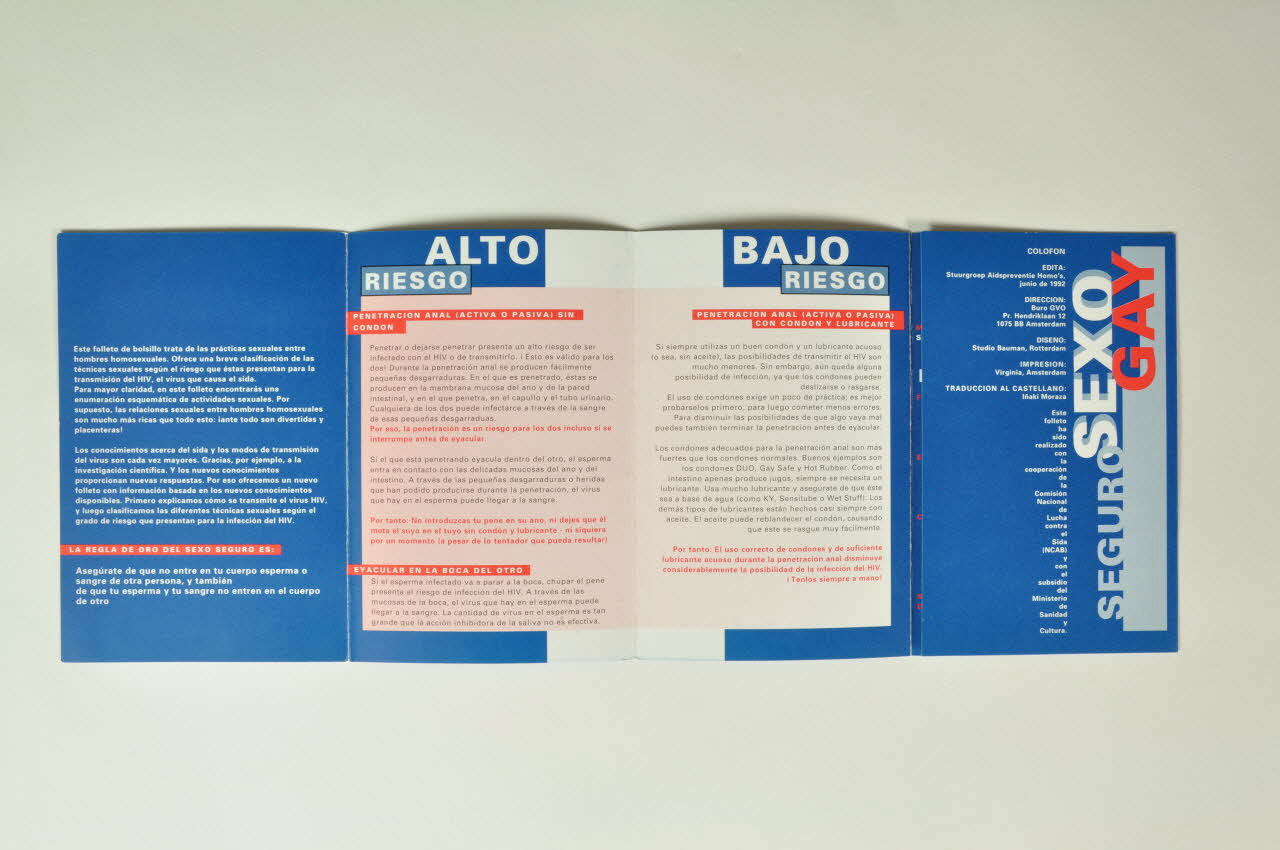 Este folleto de bolsillo trata de las prácticas sexuales entre
hombres homosexuales. Ofrece una breve clasificación de las
técnicas sexuales según el riesgo que éstas presentan para la
transmisión del HIV, el virus que causa el sida.
Para mayor claridad, en este folleto encontrarás una
enumeración esquemática de actividades sexuales. Por
supuesto, las relaciones sexuales entre hombres homosexuales
son mucho más ricas que todo esto: ¡ante todo son divertidas y
placenteras!
Los conocimientos acerca del sida y los modos de transmisión
del virus son cada vez mayores. Gracias, por ejemplo, a la
investigación científica. Y los nuevos conocimientos
proporcionan nuevas respuestas. Por eso ofrecemos un nuevo
folleto con información basada en los nuevos conocimientos
disponibles. Primero explicamos cómo se transmite el virus HIV,
y luego clasificamos las diferentes técnicas sexuales según el
grado de riesgo que presentan para la infección del HIV.
LA REGLA DE ORO DEL SEXO SEGURO ES:
Asegúrate de que no entre en tu cuerpo esperma o
sangre de otra persona, y también
de que tu esperma y tu sangre no entren en el cuerpo
de otro
ALTO
RIESGO
PENETRACION ANAL (ACTIVA O PASIVA) SIN
CONDON
Penetrar o dejarse penetrar presenta un alto riesgo de ser
infectado con el HIV o de transmitirlo. ¡ Esto es válido para los
dos! Durante la penetración anal se producen fácilmente
pequeñas desgarraduras. En el que es penetrado, éstas se
producen en la membrana mucosa del ano y de la pared
intestinal, y en el que penetra, en el capullo y el tubo urinario.
Cualquiera de los dos puede infectarce a través de la sangre
de esas pequeñas desgarraduas.
Por eso, la penetración es un riesgo para los dos incluso si se
interrumpe antes de eyacular.
Si el que está penetrando eyacula dentro del otro, el esperma
entra en contacto con las delicadas mucosas del ano y del
intestino. A través de las pequeñas desgarraduras o heridas
que han podido producirse durante la penetración, el virus
que hay en el esperma puede llegar a la sangre.
Por tanto: No introduzcas tu pene en su ano, ni dejes que él
meta el suyo en el tuyo sin condón y lubricante - ni siquiera
por un momento (a pesar de lo tentador que pueda resultar)
EYACULAR EN LA BOCA DEL OTRO
Si el esperma infectado va a parar a la boca, chupar el pene
presenta el riesgo de infección del HIV. A través de las
mucosas de la boca, el virus que hay en el esperma puede
llegar a la sangre. La cantidad de virus en el esperma es tan
grande que la acción inhibidora de la saliva no es efectiva.
BAJO
RIESGO
PENETRACION ANAL (ACTIVA O PASIVA)
CON CONDON Y LUBRICANTE
Si siempre utilizas un buen condón y un lubricante acuoso
(o sea, sin aceite), las posibilidades de transmitir el HIV son
mucho menores. Sin embargo, aún queda alguna
posibilidad de infección, ya que los condones pueden
deslizarse o rasgarse.
El uso de condones exige un poco de práctica; es mejor
probárselos primero, para luego cometer menos errores.
Para disminuir las posibilidades de que algo vaya mal
puedes también terminar la penetración antes de eyacular.
Los condones adecuados para la penetración anal son más
fuertes que los condones normales. Buenos ejemplos son
los condones DUO, Gay Safe y Hot Rubber. Como el
intestino apenas produce jugos, siempre se necesita un
lubricante. Usa mucho lubricante y asegúrate de que éste
sea a base de agua (como KY, Sensilube o Wet Stuff). Los
demás tipos de lubricantes están hechos casi siempre con
aceite. El aceite puede reblandecer el condón, causando
que éste se rasgue muy fácilmente.
Por tanto: El uso correcto de condones y de suficiente
lubricante acuoso durante la penetración anal disminuye
considerablemente la posibilidad de la infección del HIV.
¡ Tenlos siempre a mano!
COLOFON
EDITA:
Stuurgroep Aidspreventie Homo's,
junio de 1992
DIRECCION:
Buro GVO
Pr. Hendriklaan 12
1075 BB Amsterdam
DISENO:
Studio Bauman, Rotterdam
IMPRESION:
Virginia, Amsterdam
TRADUCCION AL CASTELLANO:
Iñaki Moraza
Este
folleto
ha
sido
realizado
con
la
cooperación
de
la
Comisión
Nacional
de
Lucha
contra
el
Sida
(NCAB)
y
con
el
subsidio
del
Ministerio
de
Sanidad
y
Cultura.
SEXO
GAY
SEGURO